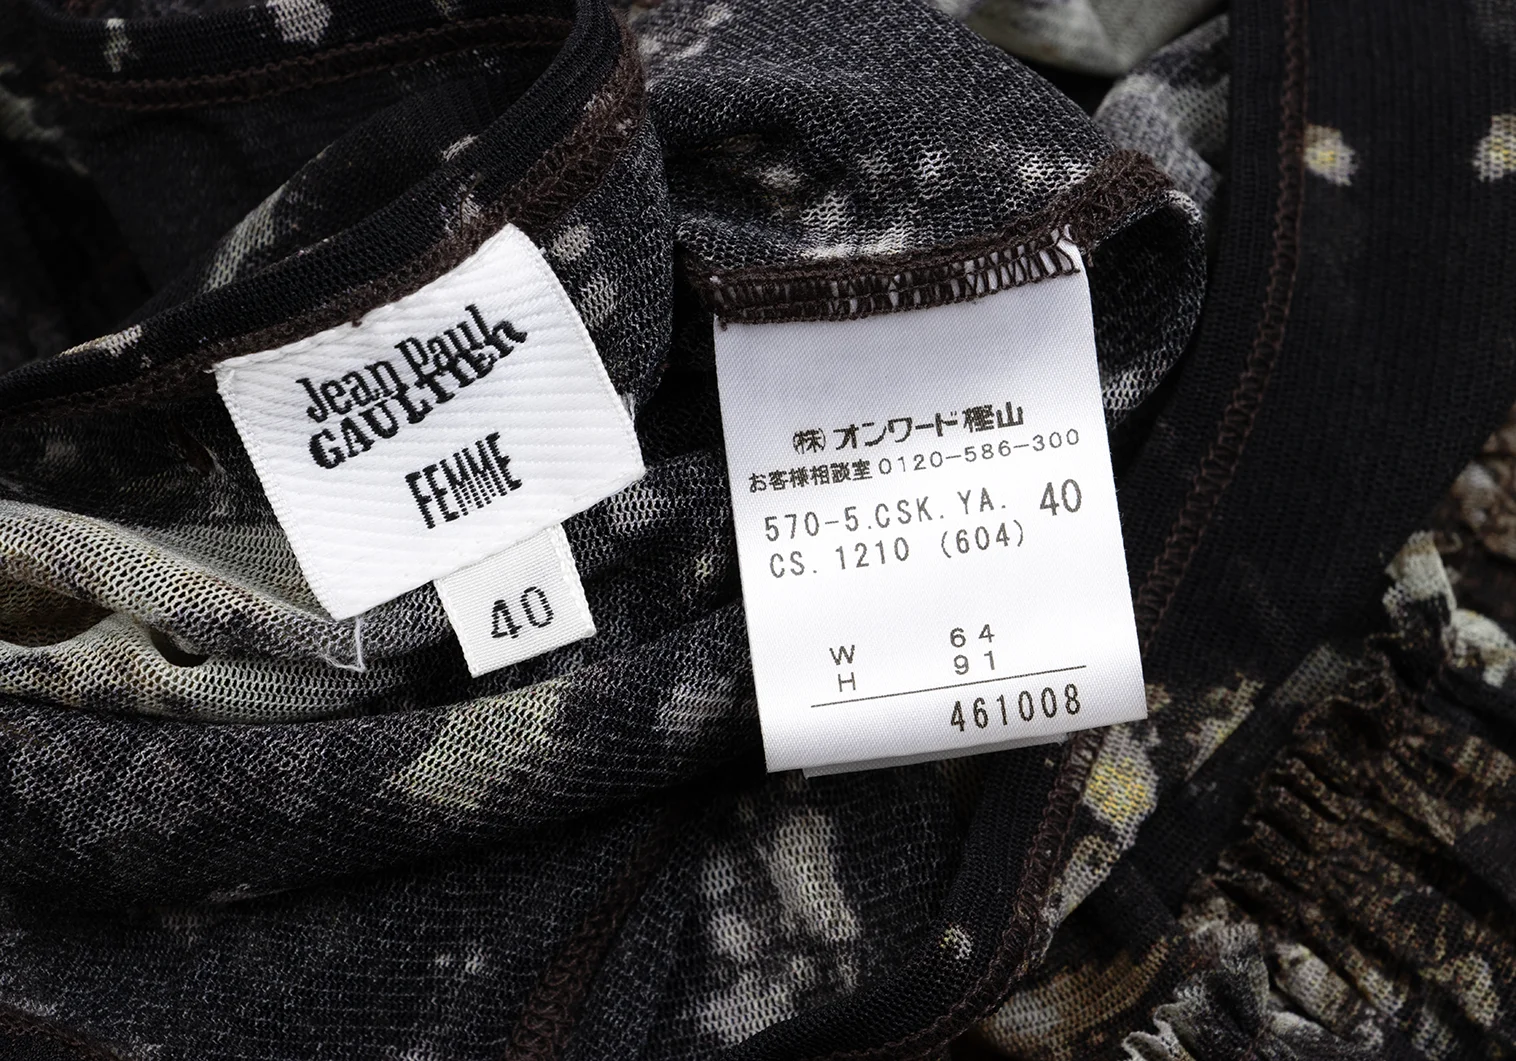 Jean Paul
GAULTIER
FEMME
40
(株)オンワード樫山
お客様相談室 0120-586-300
570-5.CSK.YA. 40
CS.1210 (604)
W 64
H 91
461008